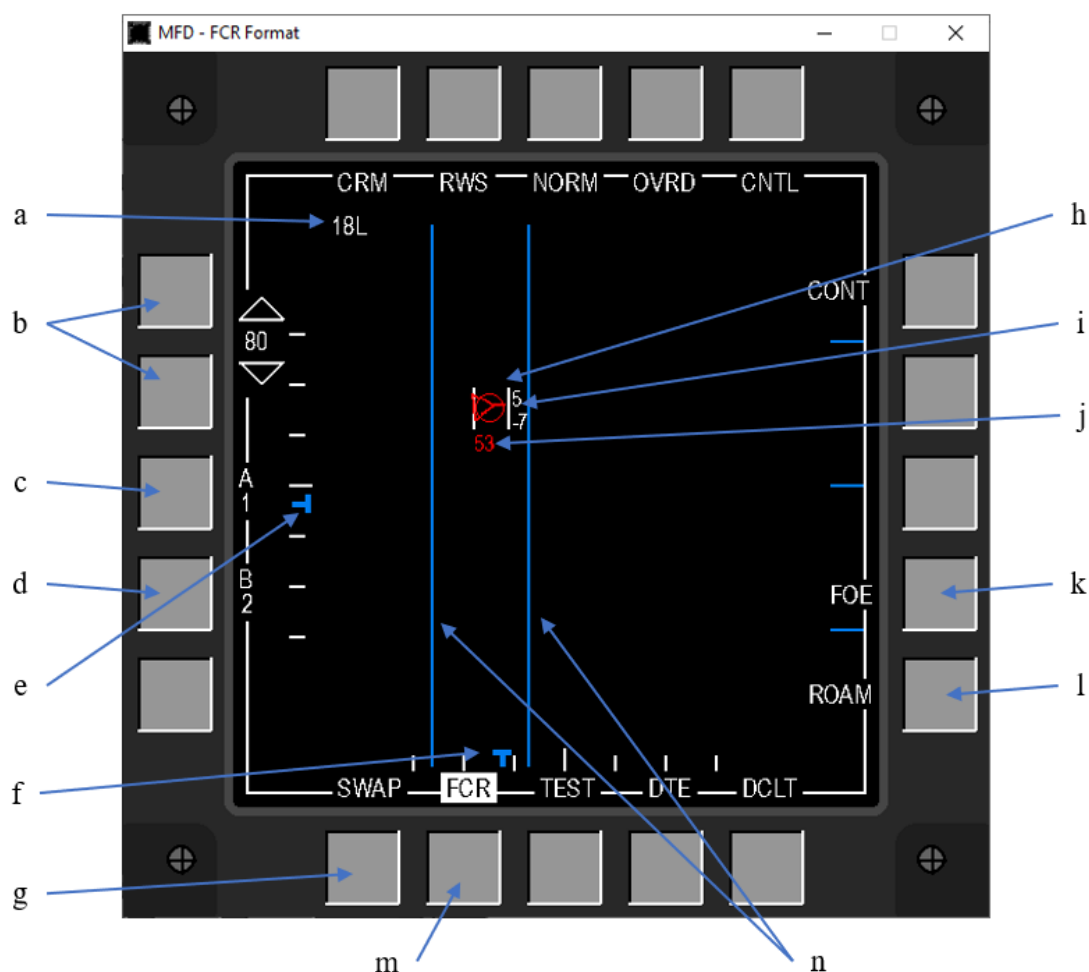 MFD - FCR Format
CRM RWS NORM OVRD CNTL
a
18L
h
CONT
b
80
i
5
-7
j
53
c
A
1
d
B
2
FOE
k
e
ROAM
l
f
SWAP FCR TEST DTE DCLT
g
m
n